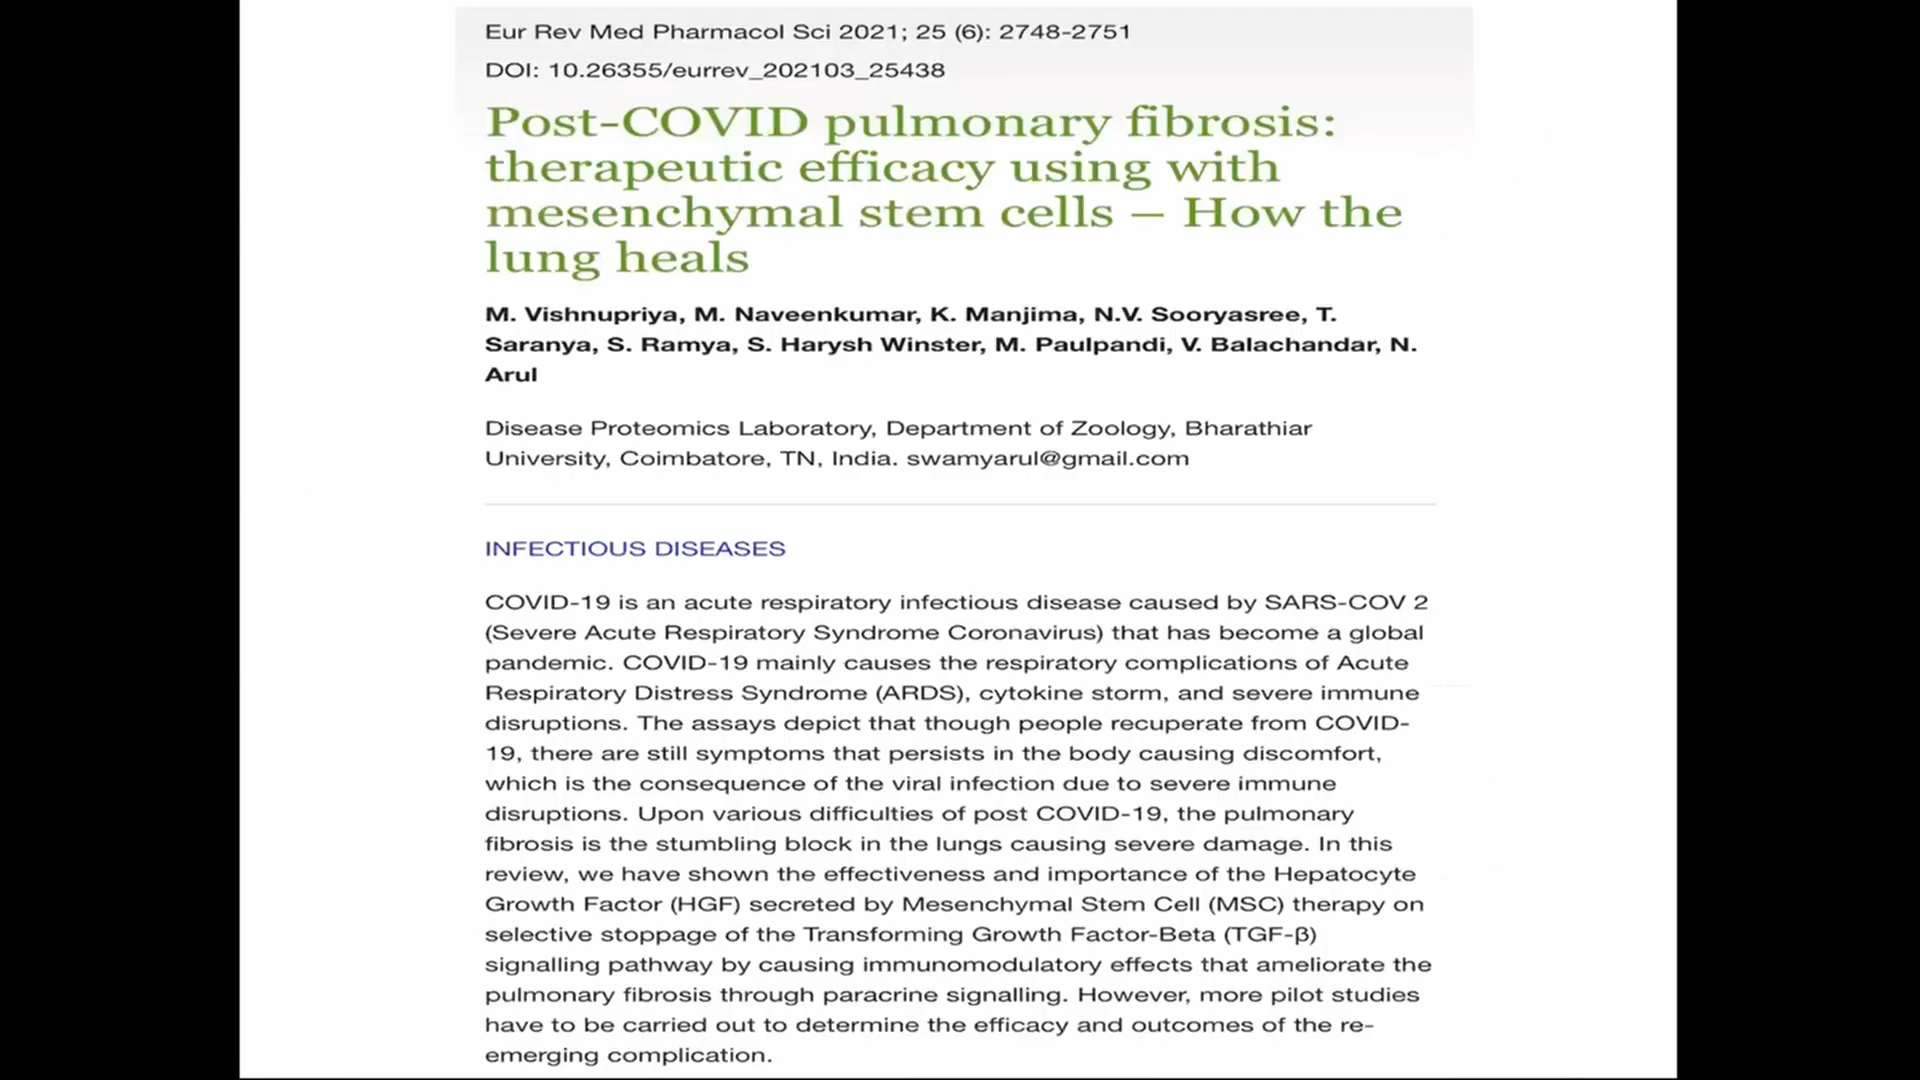 Eur Rev Med Pharmacol Sci 2021; 25 (6): 2748-2751
DOI: 10.26355/eurrev_202103_25438
Post-COVID pulmonary fibrosis:
therapeutic efficacy using with
mesenchymal stem cells – How the
lung heals
M. Vishnupriya, M. Naveenkumar, K. Manjima, N.V. Sooryasree, T.
Saranya, S. Ramya, S. Harysh Winster, M. Paulpandi, V. Balachandar, N.
Arul
Disease Proteomics Laboratory, Department of Zoology, Bharathiar
University, Coimbatore, TN, India. swamyarul@gmail.com
INFECTIOUS DISEASES
COVID-19 is an acute respiratory infectious disease caused by SARS-COV 2
(Severe Acute Respiratory Syndrome Coronavirus) that has become a global
pandemic. COVID-19 mainly causes the respiratory complications of Acute
Respiratory Distress Syndrome (ARDS), cytokine storm, and severe immune
disruptions. The assays depict that though people recuperate from COVID-
19, there are still symptoms that persists in the body causing discomfort,
which is the consequence of the viral infection due to severe immune
disruptions. Upon various difficulties of post COVID-19, the pulmonary
fibrosis is the stumbling block in the lungs causing severe damage. In this
review, we have shown the effectiveness and importance of the Hepatocyte
Growth Factor (HGF) secreted by Mesenchymal Stem Cell (MSC) therapy on
selective stoppage of the Transforming Growth Factor-Beta (TGF-β)
signalling pathway by causing immunomodulatory effects that ameliorate the
pulmonary fibrosis through paracrine signalling. However, more pilot studies
have to be carried out to determine the efficacy and outcomes of the re-
emerging complication.